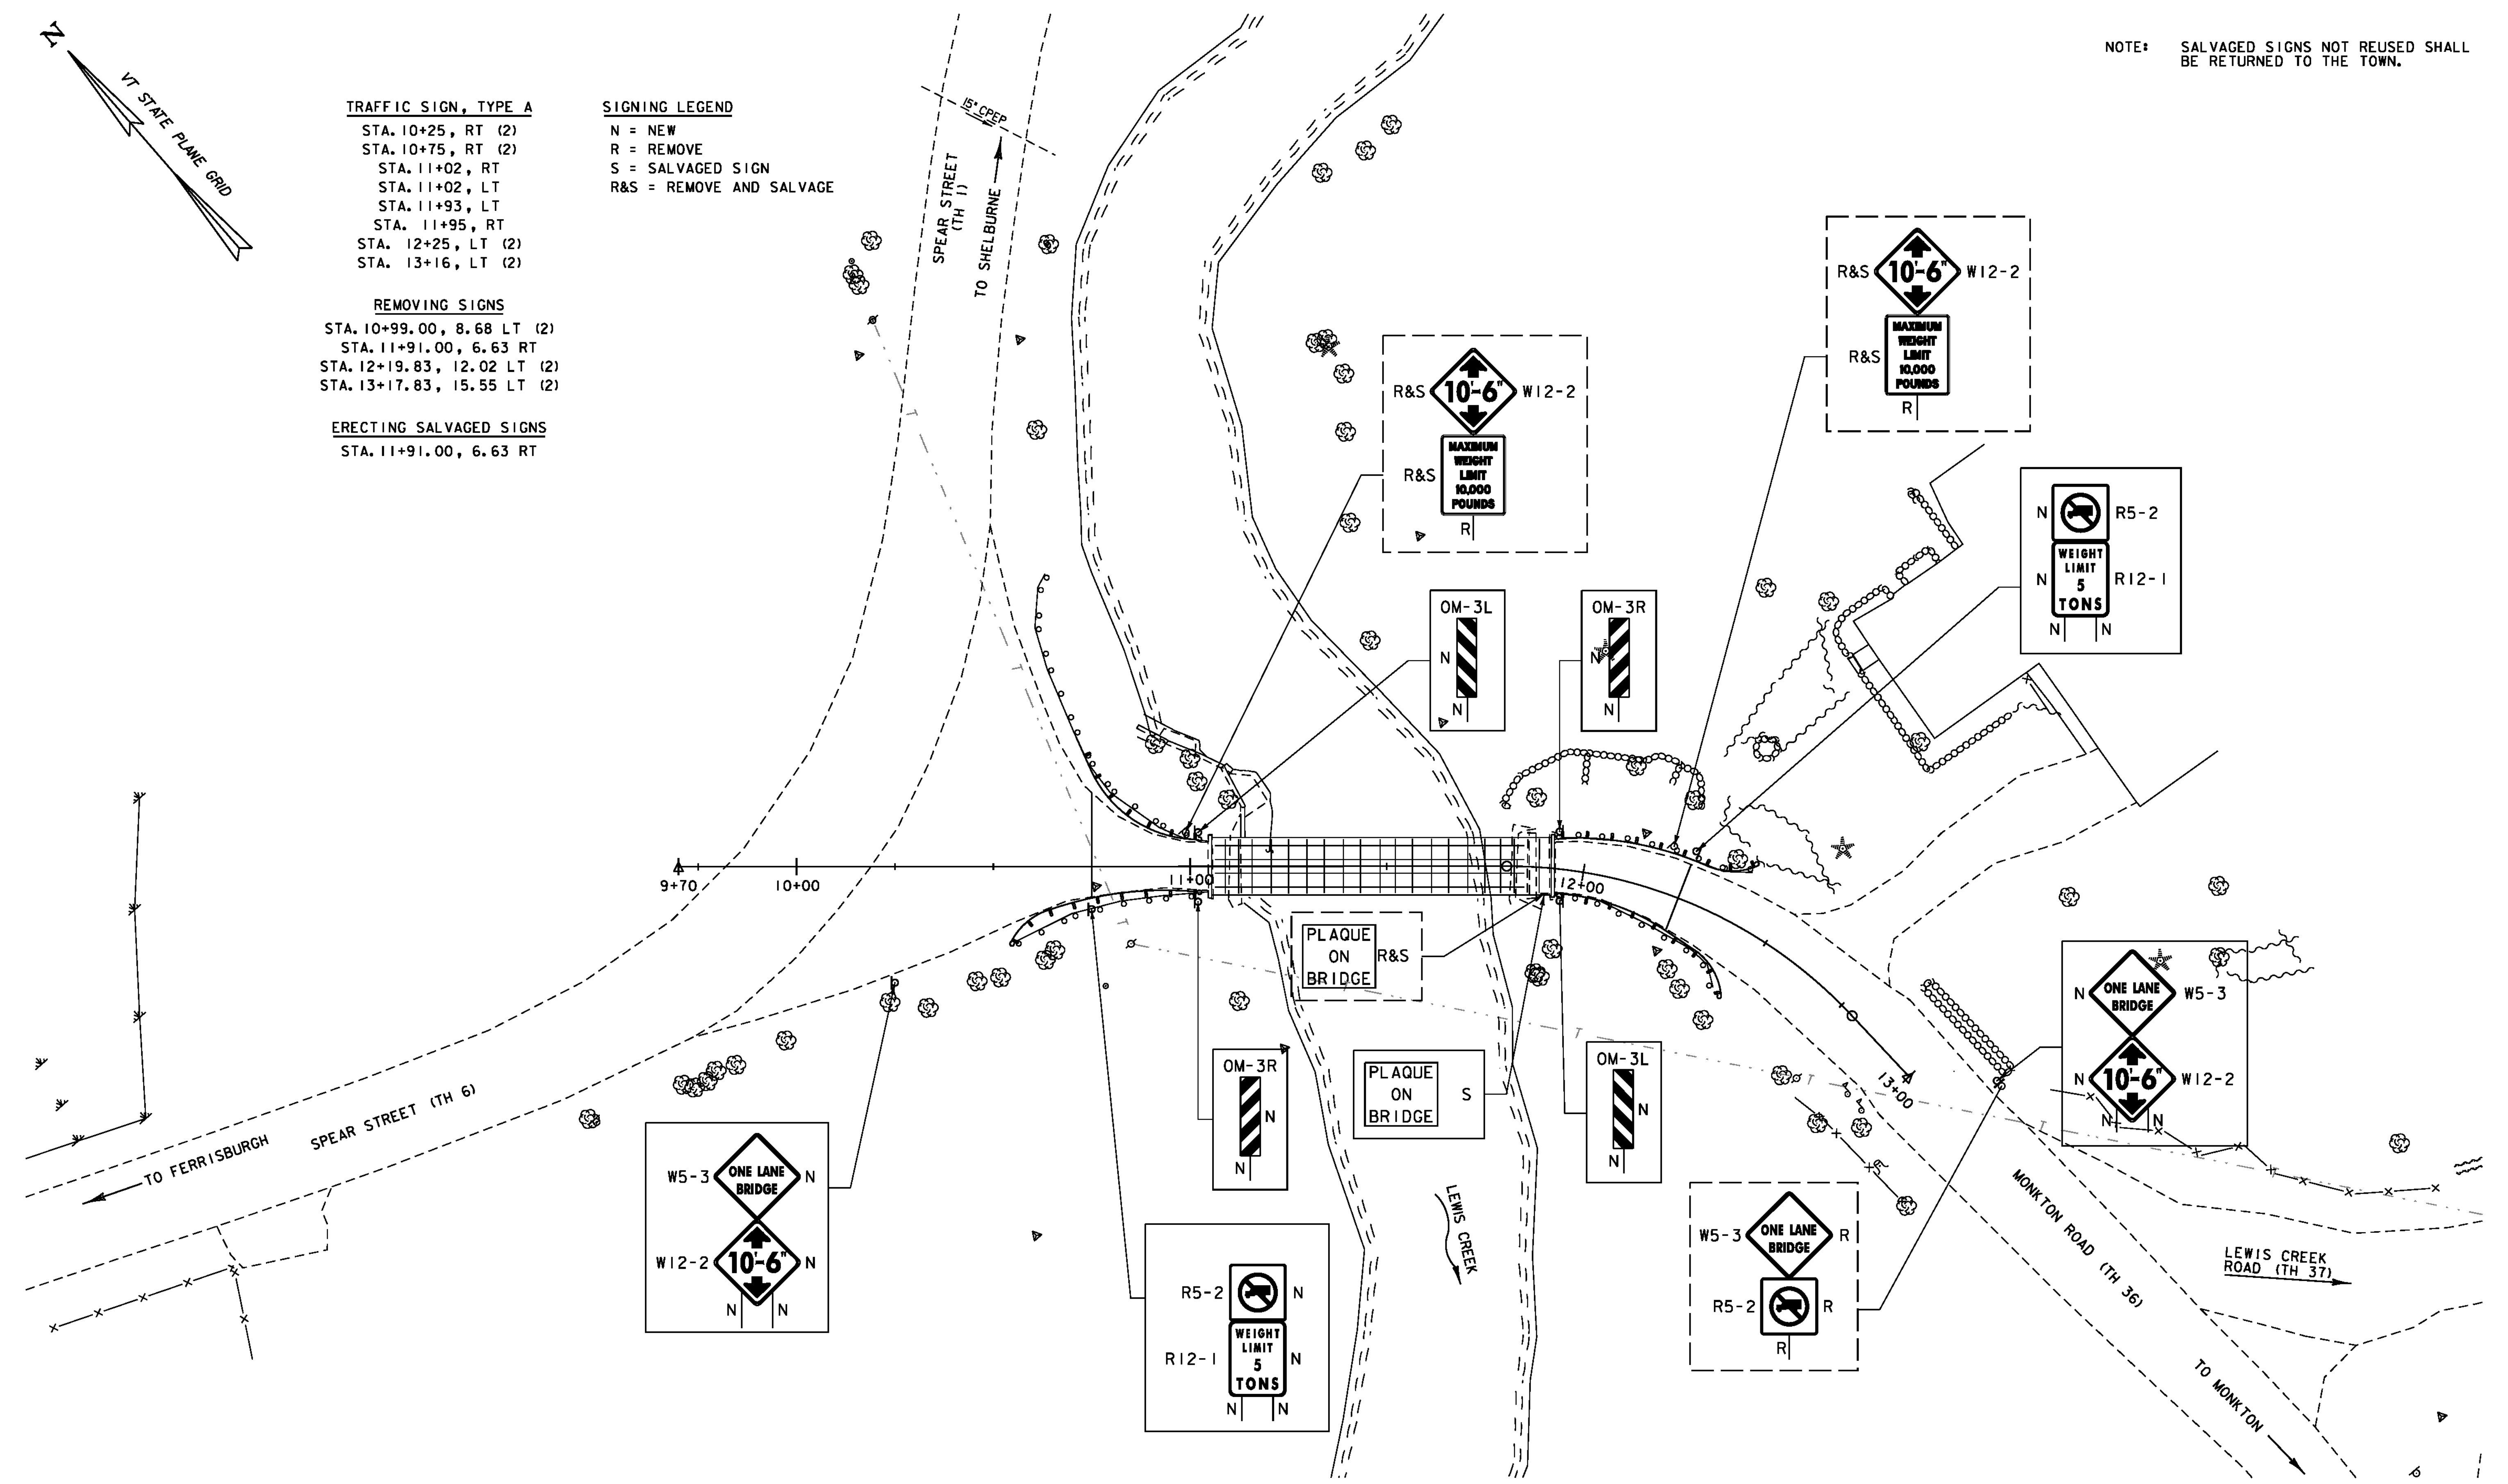 N
VT STATE PLANE GRID
TRAFFIC SIGN, TYPE A
STA. 10+25, RT (2)
STA. 10+75, RT (2)
STA. 11+02, RT
STA. 11+02, LT
STA. 11+93, LT
STA. 11+95, RT
STA. 12+25, LT (2)
STA. 13+16, LT (2)
REMOVING SIGNS
STA. 10+99.00, 8.68 LT (2)
STA. 11+91.00, 6.63 RT
STA. 12+19.83, 12.02 LT (2)
STA. 13+17.83, 15.55 LT (2)
ERECTING SALVAGED SIGNS
STA. 11+91.00, 6.63 RT
SIGNING LEGEND
N = NEW
R = REMOVE
S = SALVAGED SIGN
R&S = REMOVE AND SALVAGE
NOTE: SALVAGED SIGNS NOT REUSED SHALL
BE RETURNED TO THE TOWN.
15" CPEP
SPEAR STREET
(TH 1)
TO SHELBURNE
R&S 10'-6" W12-2
R&S
MAXIMUM
WEIGHT
LIMIT
10,000
POUNDS
R
R&S 10'-6" W12-2
R&S
MAXIMUM
WEIGHT
LIMIT
10,000
POUNDS
R
N R5-2
WEIGHT
LIMIT
N 5 R12-1
TONS
N N
OM-3L
N
N
OM-3R
N
N
T
T
T
T
T
T
9+70
10+00
11+00
12+00
13+00
PLAQUE
ON
BRIDGE
R&S
PLAQUE
ON
BRIDGE
S
OM-3R
N
N
OM-3L
N
N
N ONE LANE
BRIDGE
W5-3
N 10'-6" W12-2
N N
W5-3 ONE LANE
BRIDGE
N
W12-2 10'-6" N
N N
R5-2 N
WEIGHT
LIMIT
R12-1 5 N
TONS
N N
W5-3 ONE LANE
BRIDGE
R
R5-2 R
R
TO FERRISBURGH
SPEAR STREET (TH 6)
LEWIS CREEK
MONKTON ROAD (TH 36)
LEWIS CREEK
ROAD (TH 37)
TO MONKTON